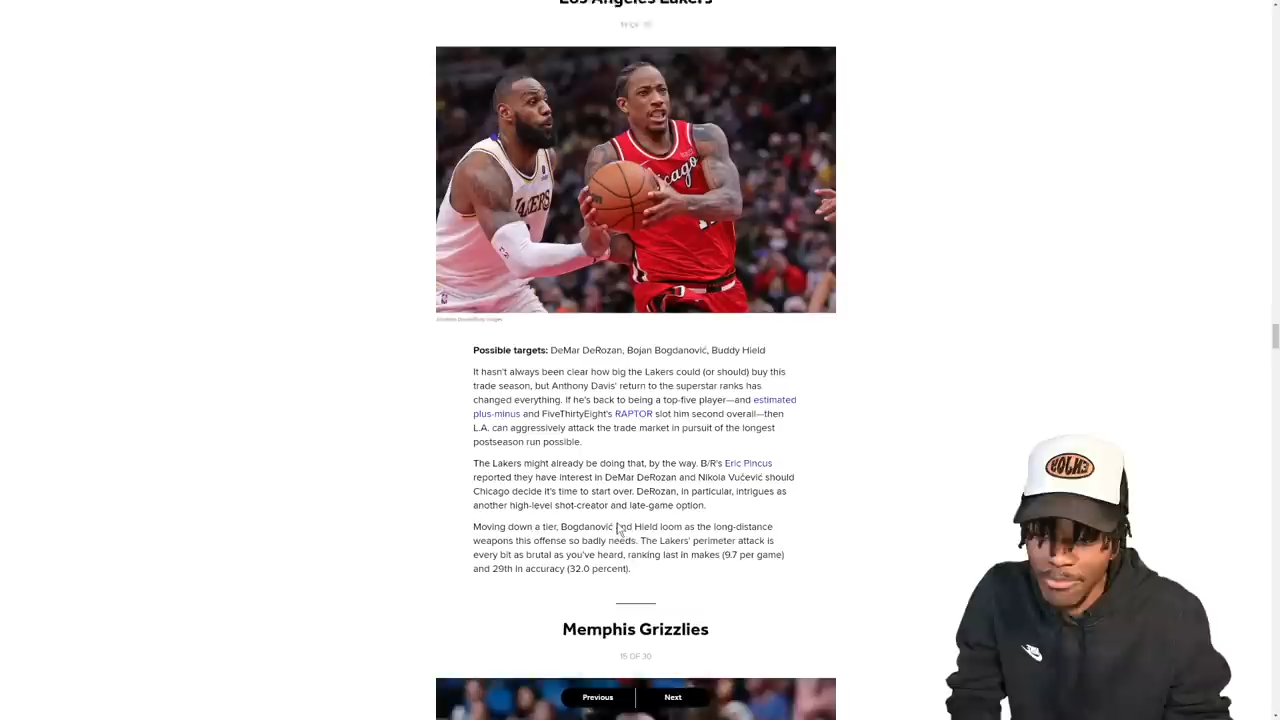 Los Angeles Lakers
LAKERS
Chicago
Possible targets: DeMar DeRozan, Bojan Bogdanović, Buddy Hield
It hasn't always been clear how big the Lakers could (or should) buy this
trade season, but Anthony Davis' return to the superstar ranks has
changed everything. If he's back to being a top-five player—and estimated
plus-minus and FiveThirtyEight's RAPTOR slot him second overall—then
L.A. can aggressively attack the trade market in pursuit of the longest
postseason run possible.
The Lakers might already be doing that, by the way. B/R's Eric Pincus
reported they have interest in DeMar DeRozan and Nikola Vučević should
Chicago decide it's time to start over. DeRozan, in particular, intrigues as
another high-level shot-creator and late-game option.
Moving down a tier, Bogdanović and Hield loom as the long-distance
weapons this offense so badly needs. The Lakers' perimeter attack is
every bit as brutal as you've heard, ranking last in makes (9.7 per game)
and 29th in accuracy (32.0 percent).
Memphis Grizzlies
15 OF 30
Previous
Next